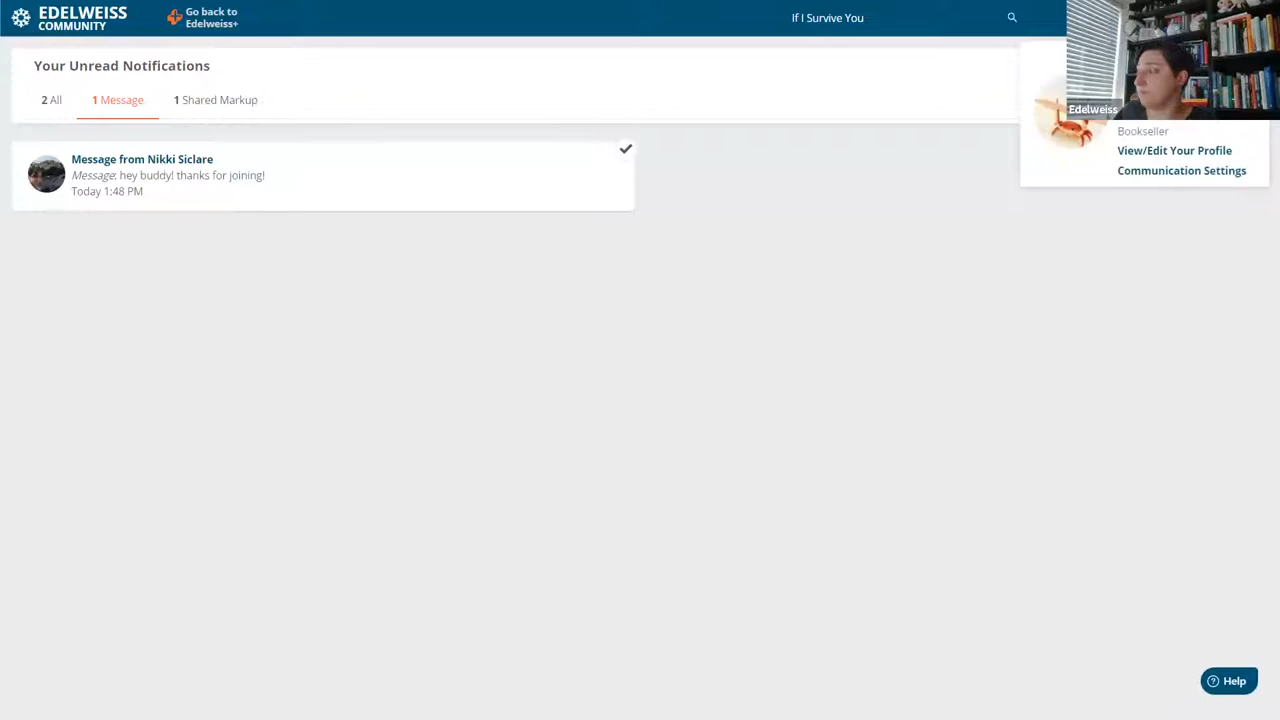 EDELWEISS
COMMUNITY
Go back to
Edelweiss+
If I Survive You
Your Unread Notifications
2 All
1 Message
1 Shared Markup
Message from Nikki Siclare
Message: hey buddy! thanks for joining!
Today 1:48 PM
Edelweiss
Bookseller
View/Edit Your Profile
Communication Settings
Help